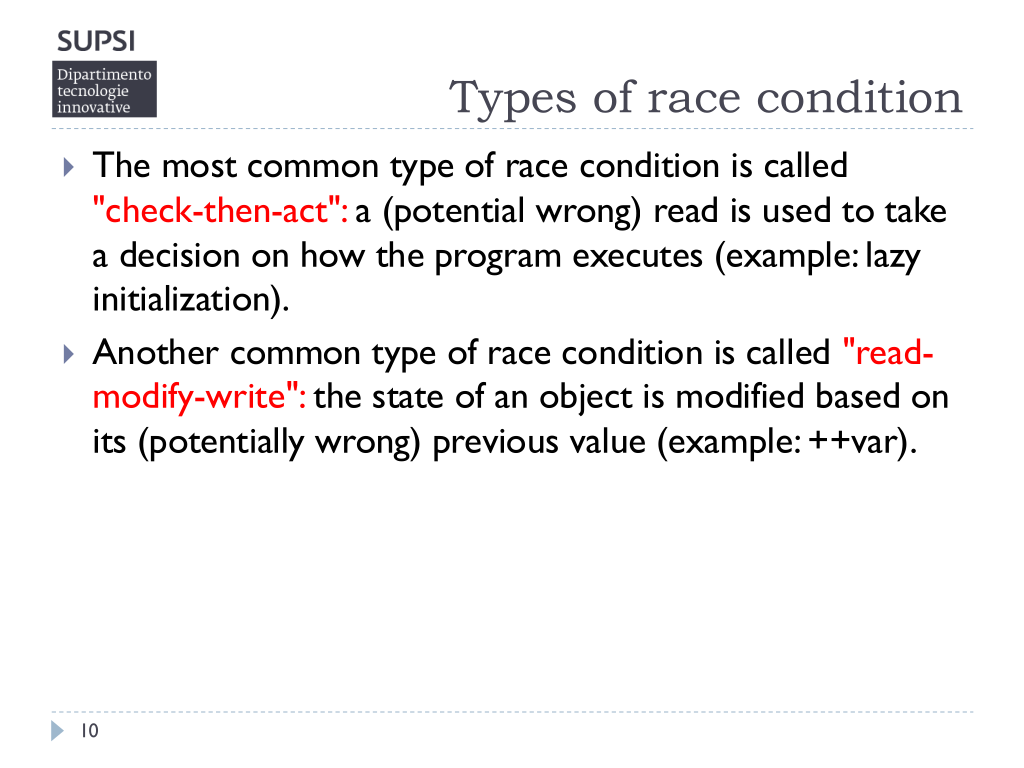 SUPSI
Dipartimento
tecnologie
innovative
Types of race condition
The most common type of race condition is called
"check-then-act": a (potential wrong) read is used to take
a decision on how the program executes (example: lazy
initialization).
Another common type of race condition is called "read-
modify-write": the state of an object is modified based on
its (potentially wrong) previous value (example: ++var).
10